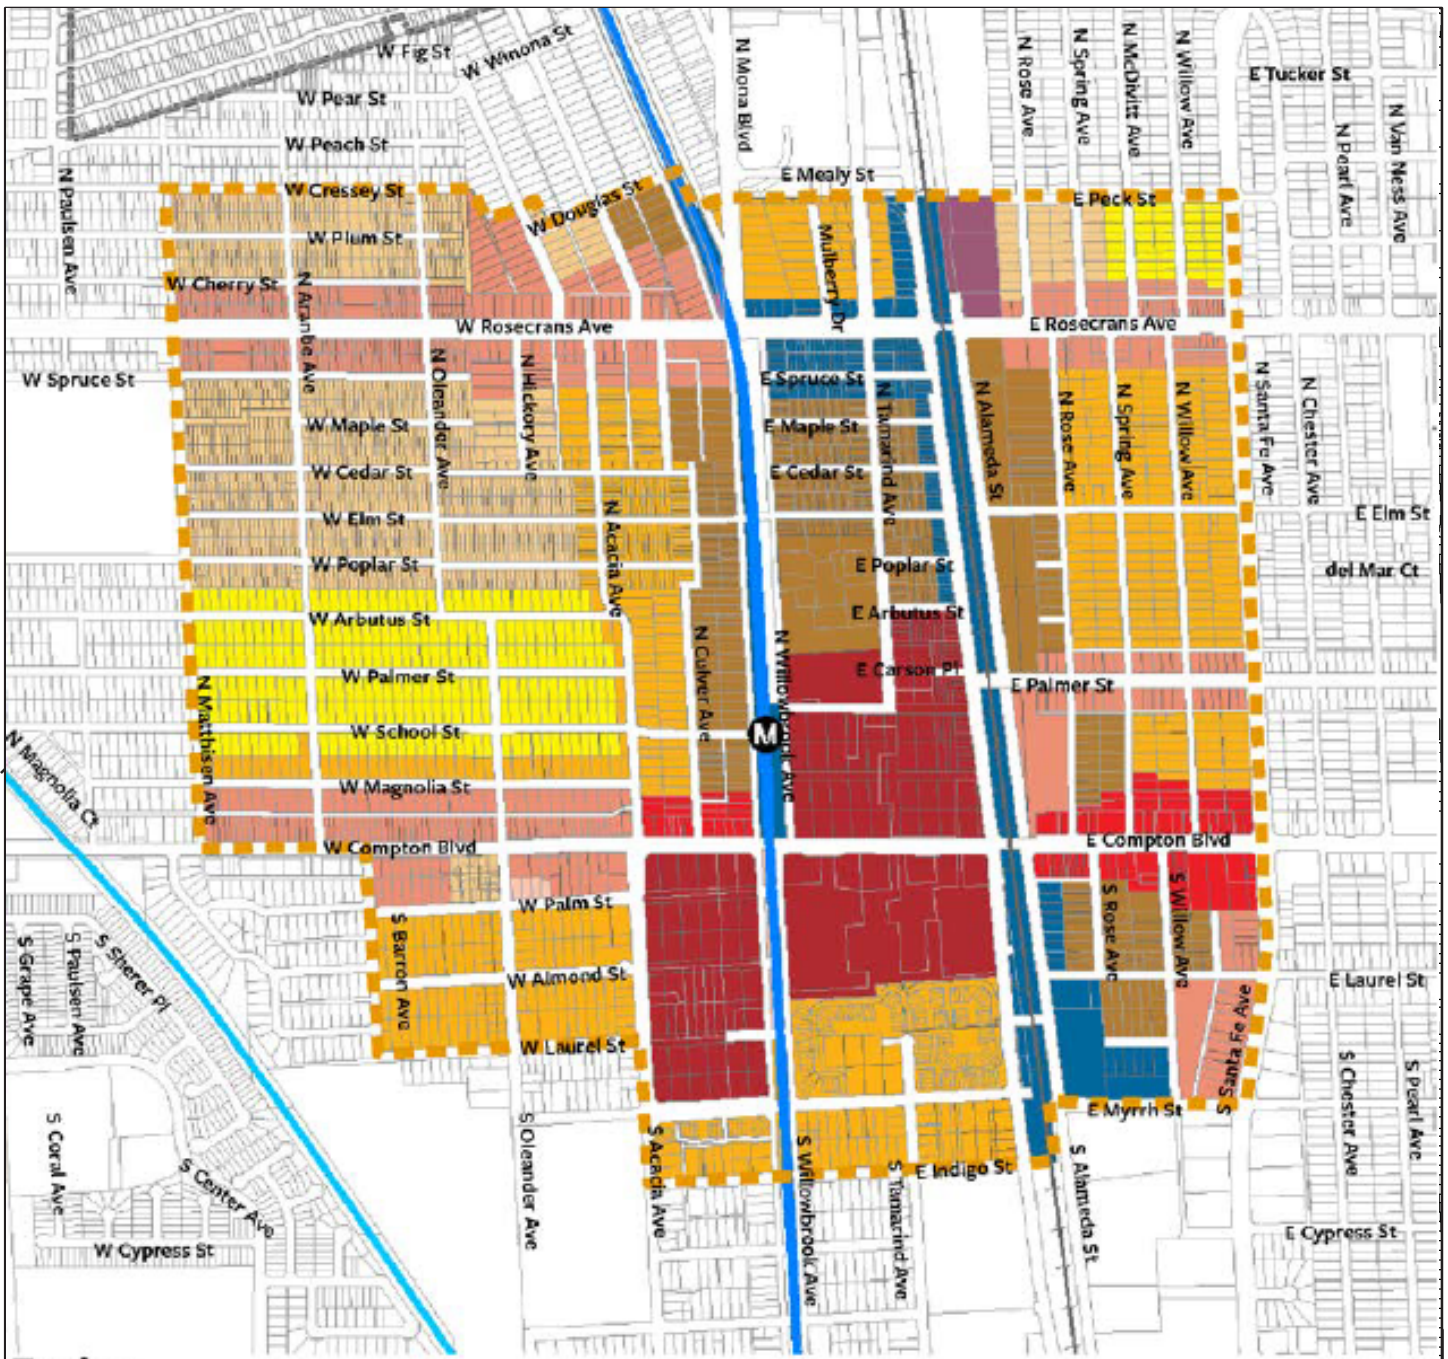 W Fig St
W Winona St
N Mona Blvd
N Rose Ave
N Spring Ave
N McDivitt Ave
N Willow Ave
E Tucker St
N Van Ness Ave
N Pearl Ave
W Pear St
W Peach St
N Paulsen Ave
W Cressey St
E Mealy St
W Douglas St
E Peck St
W Plum St
Mulberry Dr
W Cherry St
N Aranbe Ave
W Rosecrans Ave
E Rosecrans Ave
W Spruce St
N Oleander Ave
N Hickory Ave
E Spruce St
N Tamarind Ave
N Alameda St
N Rose Ave
N Spring Ave
N Willow Ave
N Santa Fe Ave
N Chester Ave
W Maple St
E Maple St
W Cedar St
E Cedar St
W Elm St
N Acacia Ave
E Elm St
W Poplar St
E Poplar St
del Mar Ct
W Arbutus St
E Arbutus St
N Culver Ave
N Willowbrook Ave
W Palmer St
E Carson Pl
E Palmer St
N Matthisen Ave
W School St
M
N Magnolia Ct
W Magnolia St
W Compton Blvd
E Compton Blvd
W Palm St
S Barron Ave
S Rose Ave
S Willow Ave
S Grape Ave
S Paulsen Ave
S Sherer Pl
W Almond St
E Laurel St
S Santa Fe Ave
W Laurel St
S Chester Ave
S Pearl Ave
E Myrrh St
S Coral Ave
S Oleander Ave
S Acacia Ave
S Willowbrook Ave
S Tamarind Ave
E Indigo St
S Alameda St
S Center Ave
W Cypress St
E Cypress St